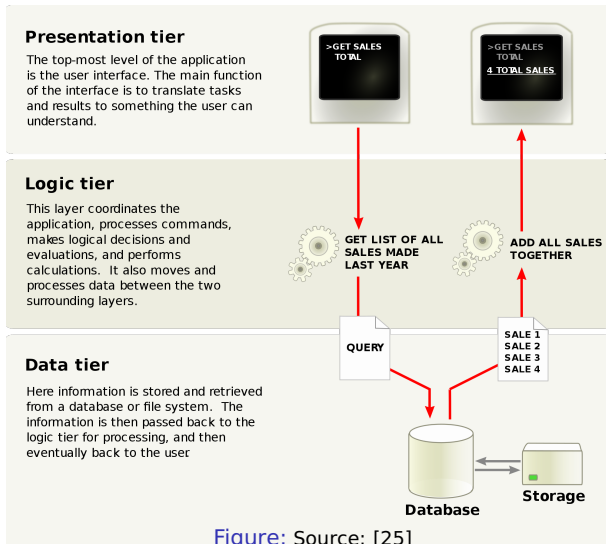 Presentation tier
The top-most level of the application
is the user interface. The main function
of the interface is to translate tasks
and results to something the user can
understand.
>GET SALES
TOTAL
>GET SALES
TOTAL
4 TOTAL SALES
Logic tier
This layer coordinates the
application, processes commands,
makes logical decisions and
evaluations, and performs
calculations. It also moves and
processes data between the two
surrounding layers.
GET LIST OF ALL
SALES MADE
LAST YEAR
ADD ALL SALES
TOGETHER
Data tier
Here information is stored and retrieved
from a database or file system. The
information is then passed back to the
logic tier for processing, and then
eventually back to the user.
QUERY
SALE 1
SALE 2
SALE 3
SALE 4
Database
Storage
Figure: Source: [25]